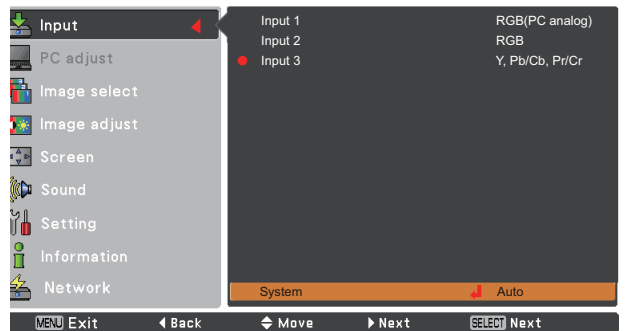 Input
PC adjust
Image select
Image adjust
Screen
Sound
Setting
Information
Network
Input 1 RGB(PC analog)
Input 2 RGB
Input 3 Y, Pb/Cb, Pr/Cr
System Auto
MENU Exit Back Move Next SELECT Next